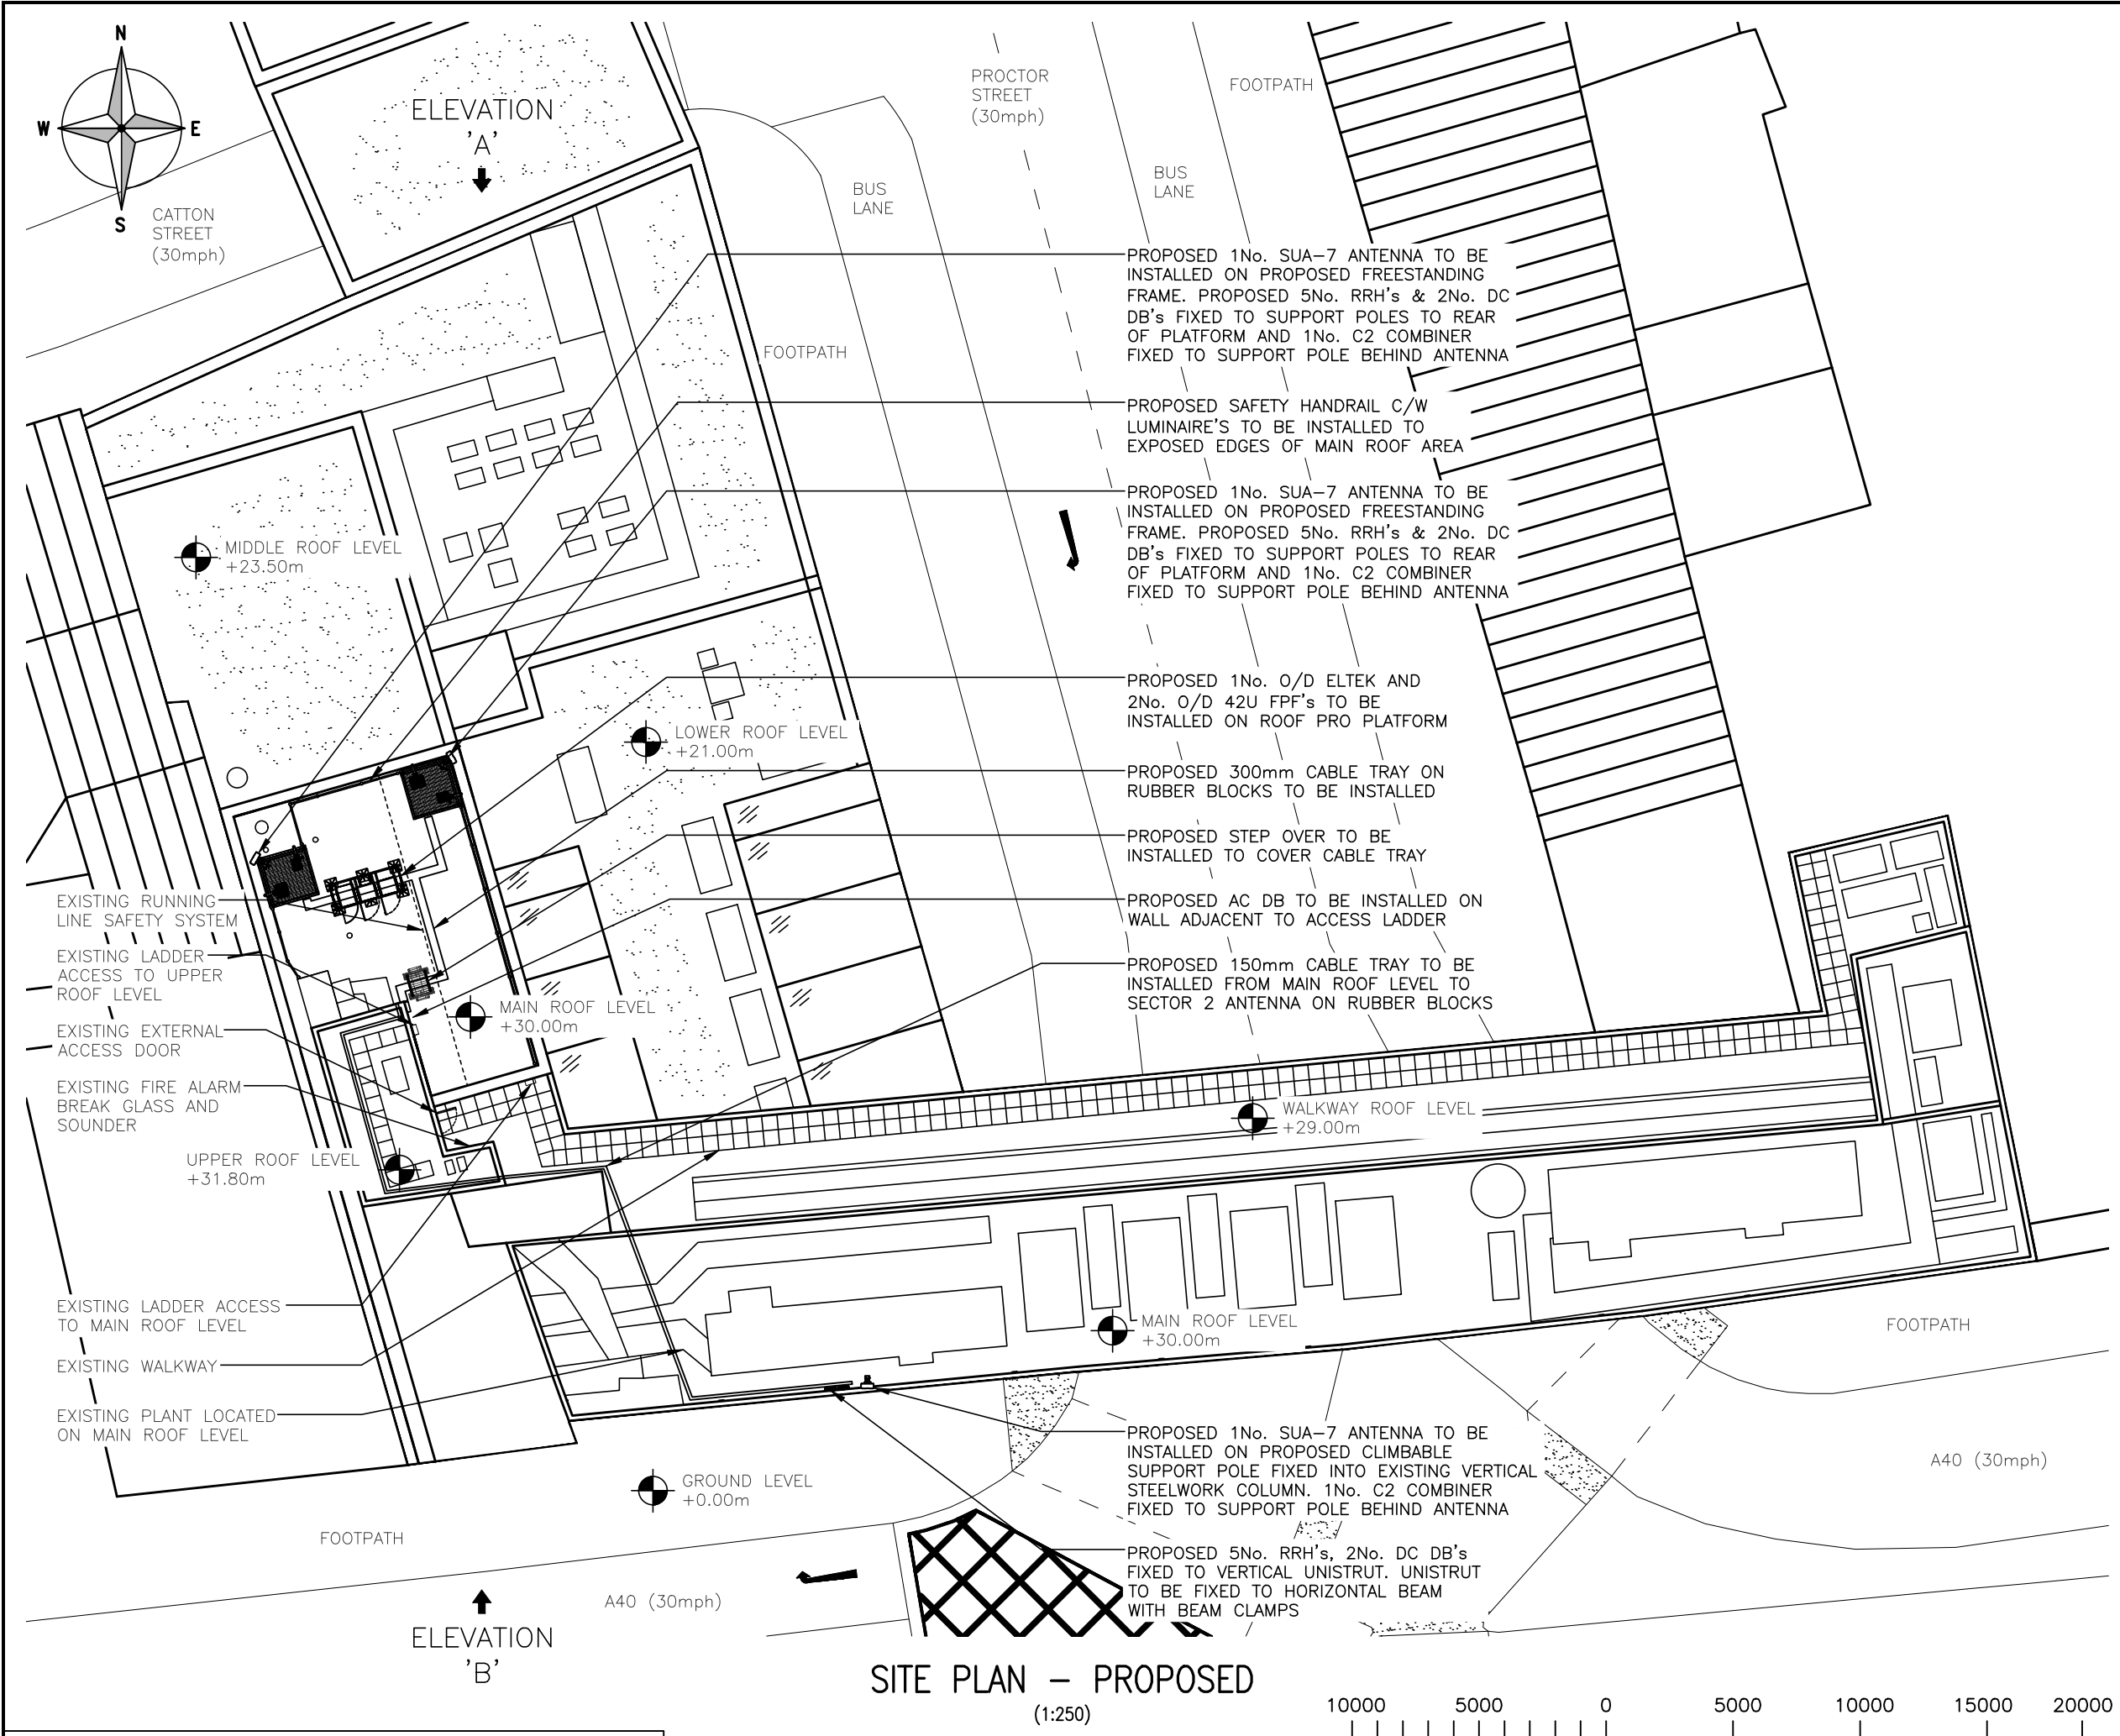 N
W
E
S
CATTON
STREET
(30mph)
ELEVATION
'A'
PROCTOR
STREET
(30mph)
FOOTPATH
BUS
LANE
BUS
LANE
FOOTPATH
PROPOSED 1No. SUA-7 ANTENNA TO BE
INSTALLED ON PROPOSED FREESTANDING
FRAME. PROPOSED 5No. RRH's & 2No. DC
DB's FIXED TO SUPPORT POLES TO REAR
OF PLATFORM AND 1No. C2 COMBINER
FIXED TO SUPPORT POLE BEHIND ANTENNA
PROPOSED SAFETY HANDRAIL C/W
LUMINAIRE'S TO BE INSTALLED TO
EXPOSED EDGES OF MAIN ROOF AREA
PROPOSED 1No. SUA-7 ANTENNA TO BE
INSTALLED ON PROPOSED FREESTANDING
FRAME. PROPOSED 5No. RRH's & 2No. DC
DB's FIXED TO SUPPORT POLES TO REAR
OF PLATFORM AND 1No. C2 COMBINER
FIXED TO SUPPORT POLE BEHIND ANTENNA
MIDDLE ROOF LEVEL
+23.50m
PROPOSED 1No. O/D ELTEK AND
2No. O/D 42U FPF's TO BE
INSTALLED ON ROOF PRO PLATFORM
LOWER ROOF LEVEL
+21.00m
PROPOSED 300mm CABLE TRAY ON
RUBBER BLOCKS TO BE INSTALLED
PROPOSED STEP OVER TO BE
INSTALLED TO COVER CABLE TRAY
PROPOSED AC DB TO BE INSTALLED ON
WALL ADJACENT TO ACCESS LADDER
PROPOSED 150mm CABLE TRAY TO BE
INSTALLED FROM MAIN ROOF LEVEL TO
SECTOR 2 ANTENNA ON RUBBER BLOCKS
EXISTING RUNNING
LINE SAFETY SYSTEM
EXISTING LADDER
ACCESS TO UPPER
ROOF LEVEL
MAIN ROOF LEVEL
+30.00m
EXISTING EXTERNAL
ACCESS DOOR
EXISTING FIRE ALARM
BREAK GLASS AND
SOUNDER
WALKWAY ROOF LEVEL
+29.00m
UPPER ROOF LEVEL
+31.80m
EXISTING LADDER ACCESS
TO MAIN ROOF LEVEL
MAIN ROOF LEVEL
+30.00m
FOOTPATH
EXISTING WALKWAY
EXISTING PLANT LOCATED
ON MAIN ROOF LEVEL
PROPOSED 1No. SUA-7 ANTENNA TO BE
INSTALLED ON PROPOSED CLIMBABLE
SUPPORT POLE FIXED INTO EXISTING VERTICAL
STEELWORK COLUMN. 1No. C2 COMBINER
FIXED TO SUPPORT POLE BEHIND ANTENNA
A40 (30mph)
GROUND LEVEL
+0.00m
FOOTPATH
PROPOSED 5No. RRH's, 2No. DC DB's
FIXED TO VERTICAL UNISTRUT. UNISTRUT
TO BE FIXED TO HORIZONTAL BEAM
WITH BEAM CLAMPS
A40 (30mph)
ELEVATION
'B'
SITE PLAN - PROPOSED
(1:250)
10000 5000 0 5000 10000 15000 20000